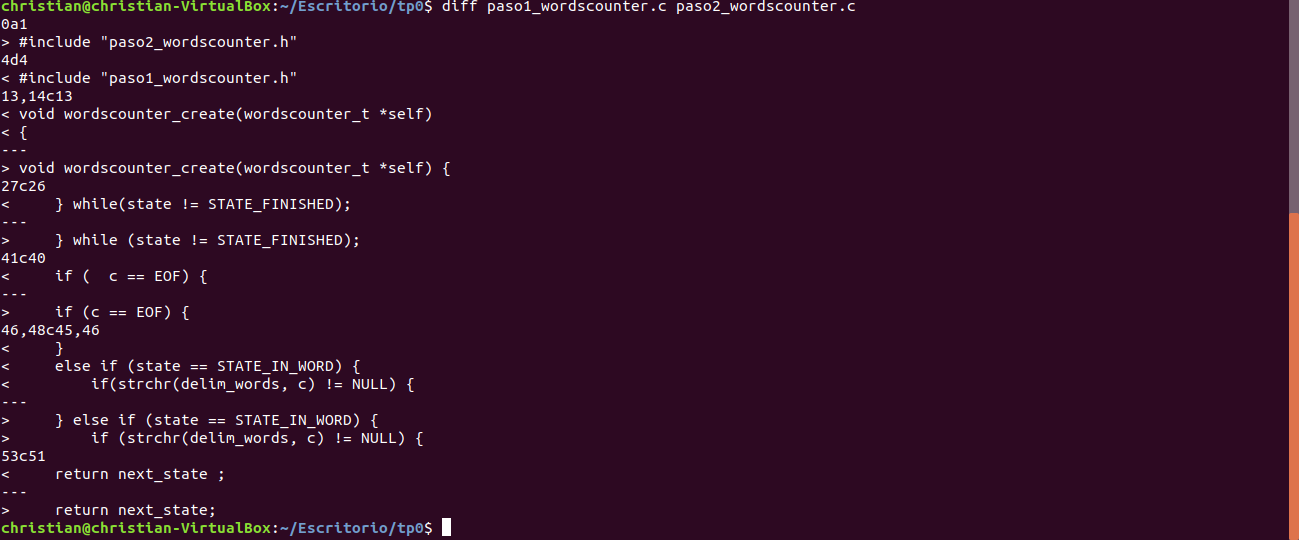 christian@christian-VirtualBox:~/Escritorio/tp0$ diff paso1_wordscounter.c paso2_wordscounter.c
0a1
> #include "paso2_wordscounter.h"
4d4
< #include "paso1_wordscounter.h"
13,14c13
< void wordscounter_create(wordscounter_t *self)
< {
---
> void wordscounter_create(wordscounter_t *self) {
27c26
<     } while(state != STATE_FINISHED);
---
>     } while (state != STATE_FINISHED);
41c40
<     if (  c == EOF) {
---
>     if (c == EOF) {
46,48c45,46
<     }
<     else if (state == STATE_IN_WORD) {
<         if(strchr(delim_words, c) != NULL) {
---
>     } else if (state == STATE_IN_WORD) {
>         if (strchr(delim_words, c) != NULL) {
53c51
<     return next_state ;
---
>     return next_state;
christian@christian-VirtualBox:~/Escritorio/tp0$